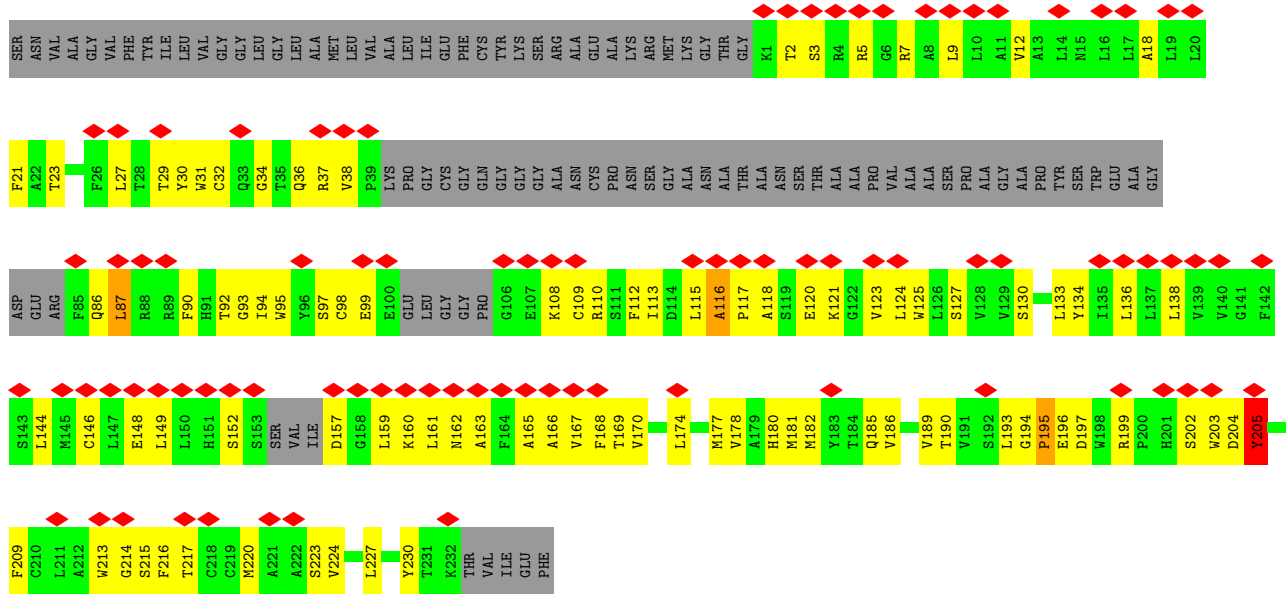 SER ASN VAL ALA GLY VAL PHE TYR ILE LEU VAL GLY GLY LEU GLY LEU ALA MET LEU VAL ALA LEU ILE GLU PHE CYS TYR LYS SER ARG ALA GLU ALA LYS ARG MET LYS GLY THR GLY K1 T2 S3 R4 R5 G6 R7 A8 L9 L10 A11 V12 A13 L14 N15 L16 L17 A18 L19 L20
F21 A22 T23 F26 L27 T28 T29 Y30 W31 C32 Q33 G34 T35 Q36 R37 V38 P39 LYS PRO GLY CYS GLY GLN GLY GLY GLY ALA ASN CYS PRO ASN SER GLY ALA ASN ALA THR ALA ASN SER THR ALA ALA PRO VAL ALA ALA SER PRO ALA GLY ALA PRO TYR SER TRP GLU ALA GLY
ASP GLU ARG F85 Q86 L87 R88 R89 F90 H91 T92 G93 I94 W95 Y96 S97 C98 E99 E100 GLU LEU GLY GLY PRO G106 E107 K108 C109 R110 S111 F112 I113 D114 L115 A116 P117 A118 S119 E120 K121 G122 V123 L124 W125 L126 S127 V128 V129 S130 L133 Y134 I135 L136 L137 L138 V139 V140 G141 F142
S143 L144 M145 C146 L147 E148 L149 L150 H151 S152 S153 SER VAL ILE D157 G158 L159 K160 L161 N162 A163 F164 A165 A166 V167 F168 T169 V170 L174 M177 V178 A179 H180 M181 M182 Y183 T184 Q185 V186 V189 T190 V191 S192 L193 G194 P195 E196 D197 W198 R199 P200 H201 S202 W203 D204 Y205
F209 C210 L211 A212 W213 G214 S215 F216 T217 C218 C219 M220 A221 A222 S223 V224 L227 Y230 T231 K232 THR VAL ILE GLU PHE